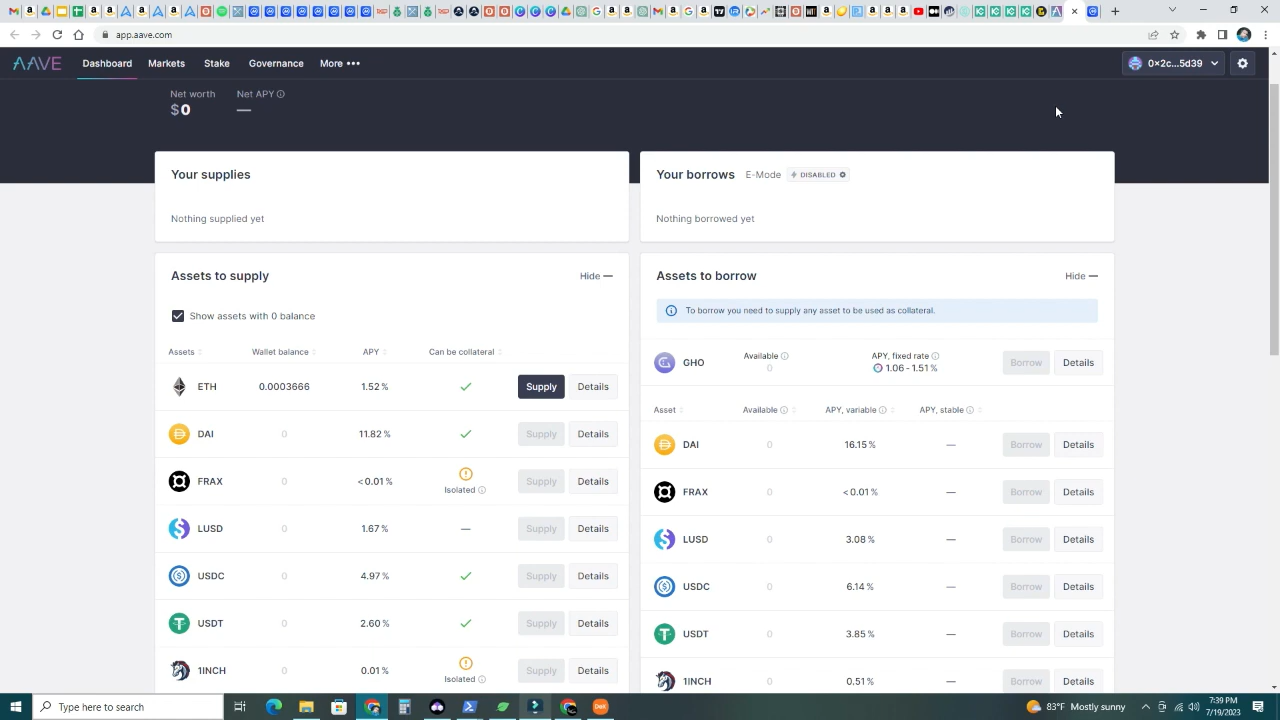 app.aave.com
AAVE Dashboard Markets Stake Governance More ••• 0x2c...5d39
Net worth Net APY
$0 —
Your supplies
Nothing supplied yet
Your borrows E-Mode DISABLED
Nothing borrowed yet
Assets to supply Hide —
Show assets with 0 balance
Assets Wallet balance APY Can be collateral
ETH 0.0003666 1.52 % Supply Details
DAI 0 11.82 % Supply Details
FRAX 0 <0.01 % Isolated Supply Details
LUSD 0 1.67 % — Supply Details
USDC 0 4.97 % Supply Details
USDT 0 2.60 % Supply Details
1INCH 0 0.01 % Isolated Supply Details
Assets to borrow Hide —
To borrow you need to supply any asset to be used as collateral.
Available APY, fixed rate
GHO 0 1.06 - 1.51 % Borrow Details
Asset Available APY, variable APY, stable
DAI 0 16.15 % — Borrow Details
FRAX 0 <0.01 % — Borrow Details
LUSD 0 3.08 % — Borrow Details
USDC 0 6.14 % — Borrow Details
USDT 0 3.85 % — Borrow Details
1INCH 0 0.51 % — Borrow Details
Type here to search 83°F Mostly sunny 7:39 PM
7/19/2023